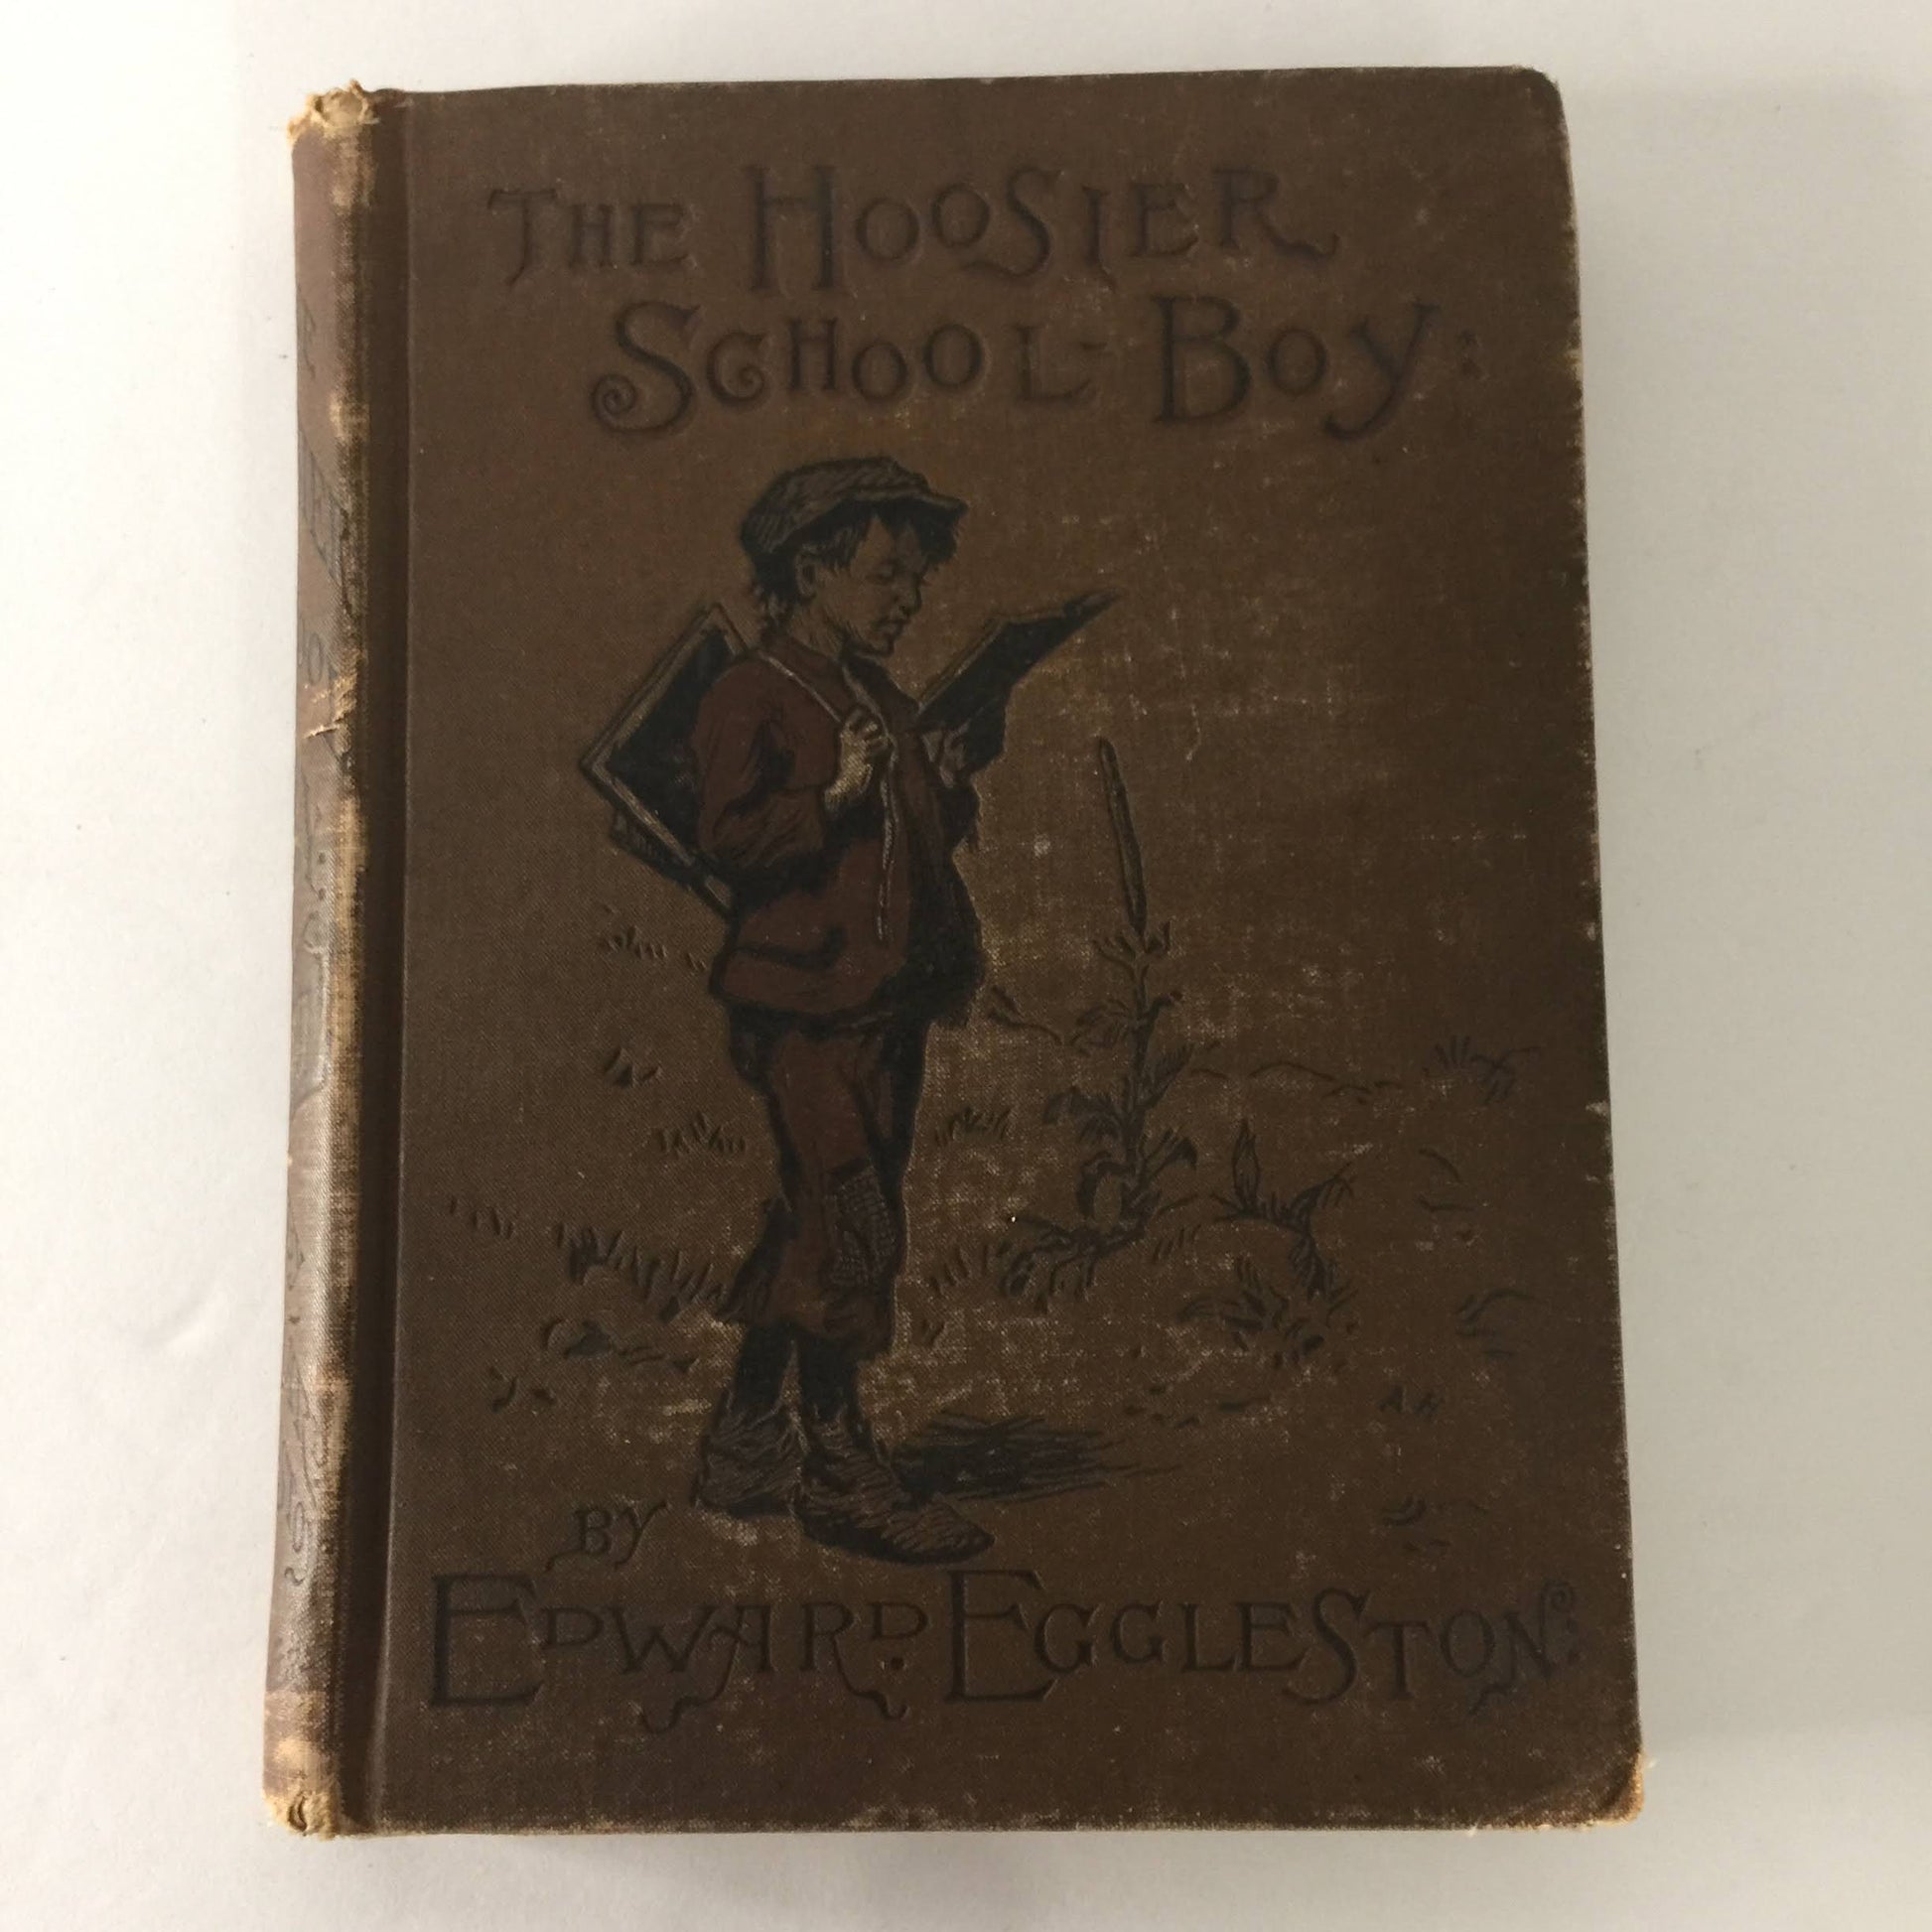 THE HOOSIER
SCHOOL-BOY:
A.H
BY
EDWARD EGGLESTON: